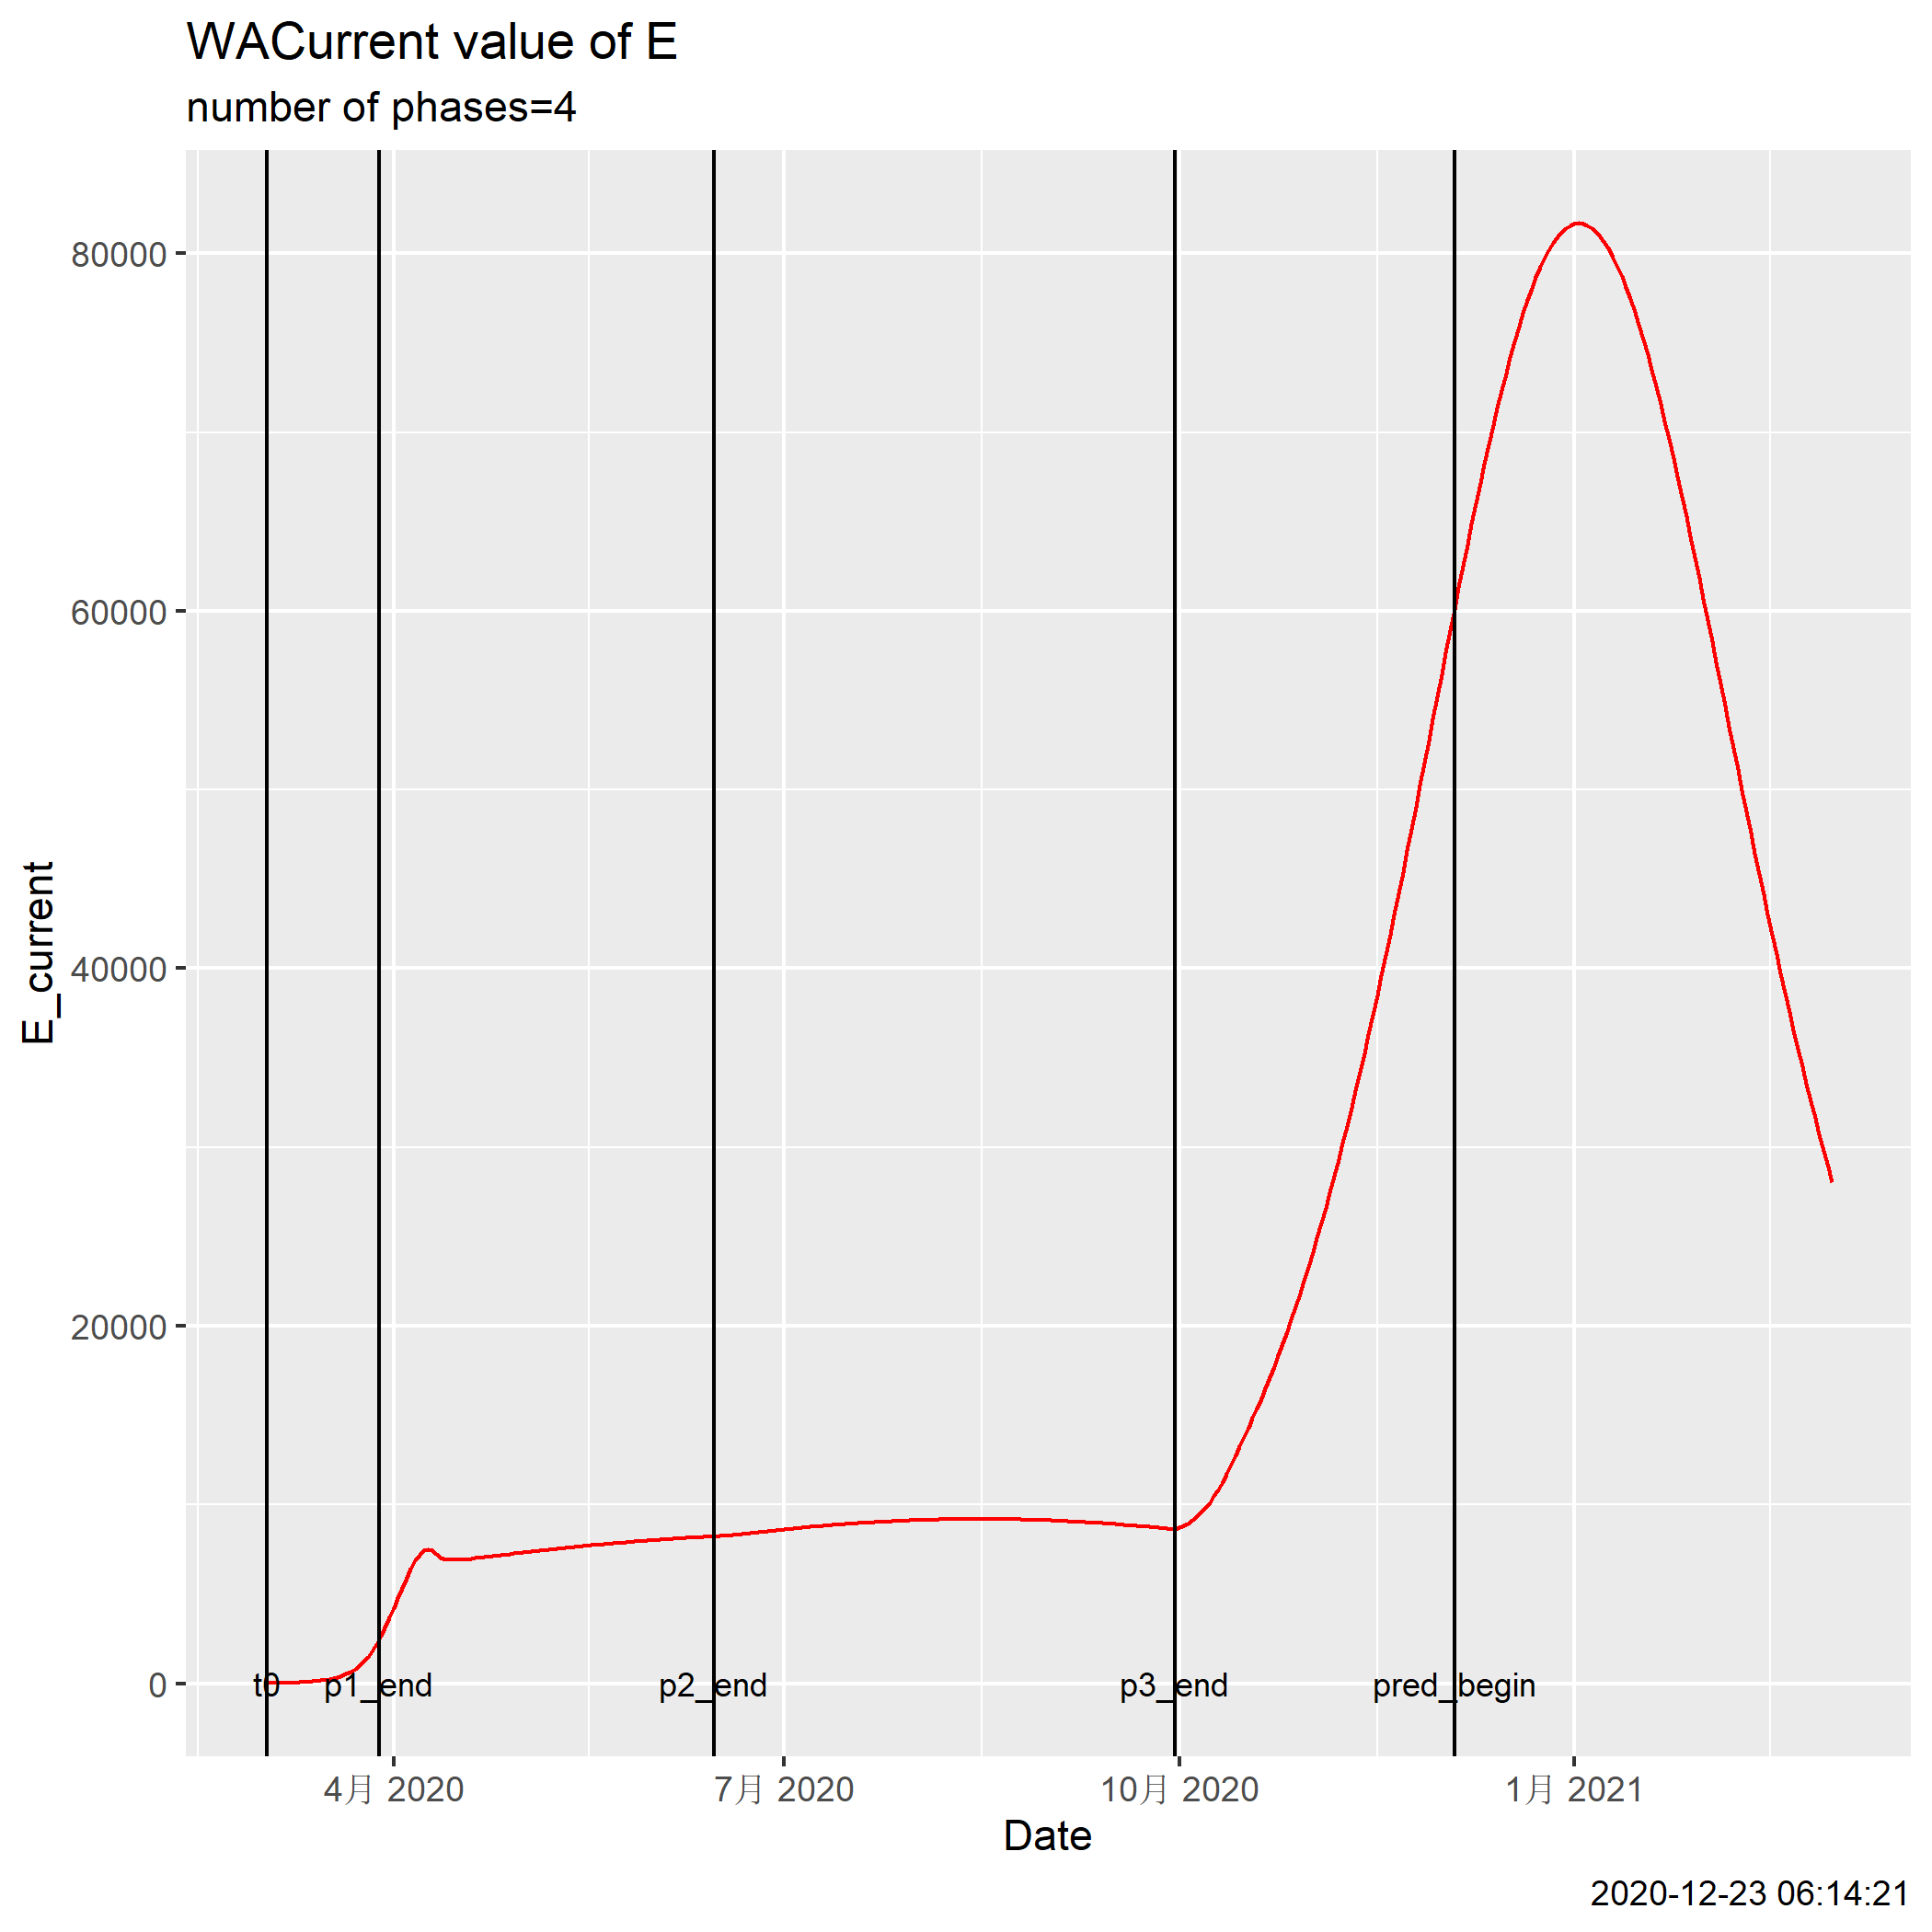 WACurrent value of E
number of phases=4
80000
60000
40000
20000
0
E_current
t0
p1_end
p2_end
p3_end
pred_begin
4月 2020
7月 2020
10月 2020
1月 2021
Date
2020-12-23 06:14:21